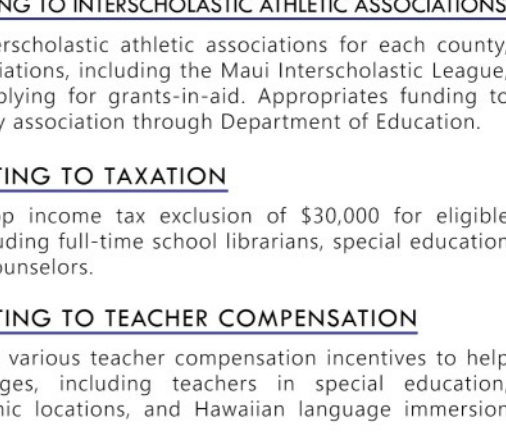 NG TO INTERSCHOLASTIC ATHLETIC ASSOCIATIONS
erscholastic athletic associations for each county,
iations, including the Maui Interscholastic League,
plying for grants-in-aid. Appropriates funding to
y association through Department of Education.
TING TO TAXATION
op income tax exclusion of $30,000 for eligible
uding full-time school librarians, special education
ounselors.
TING TO TEACHER COMPENSATION
various teacher compensation incentives to help
ges, including teachers in special education,
hic locations, and Hawaiian language immersion